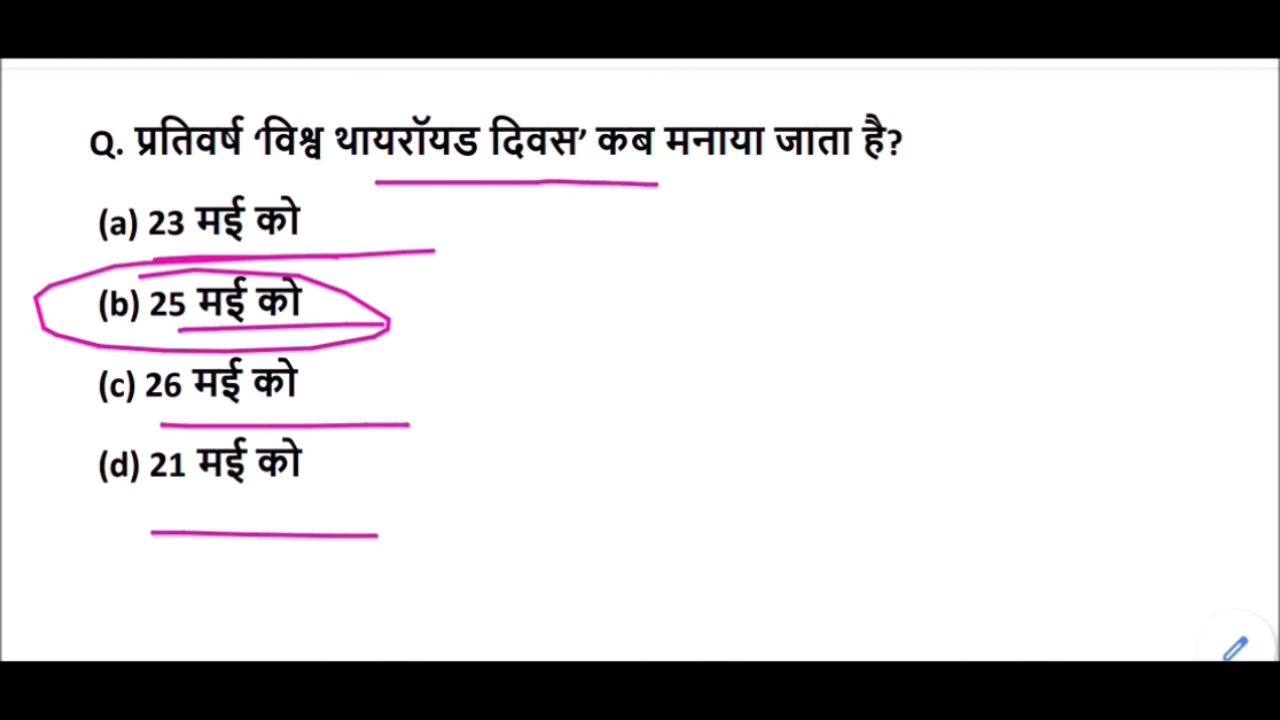 Q. प्रतिवर्ष ‘विश्व थायरॉयड दिवस’ कब मनाया जाता है?
(a) 23 मई को
(b) 25 मई को
(c) 26 मई को
(d) 21 मई को